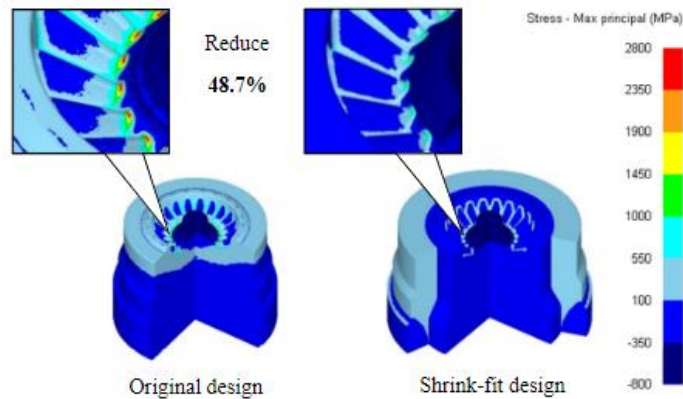 Stress - Max principal (MPa)
Reduce
48.7%
2800
2350
1900
1450
1000
550
100
-350
-800
Original design
Shrink-fit design